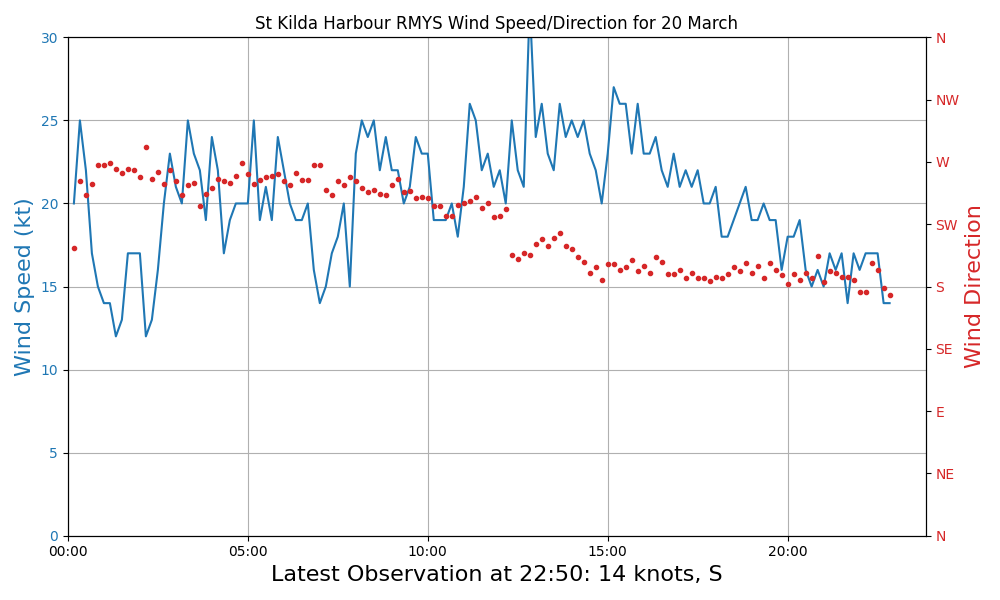 St Kilda Harbour RMYS Wind Speed/Direction for 20 March
Wind Speed (kt)
30
25
20
15
10
5
0
N
NW
W
SW
S
SE
E
NE
N
Wind Direction
00:00 05:00 10:00 15:00 20:00
Latest Observation at 22:50: 14 knots, S